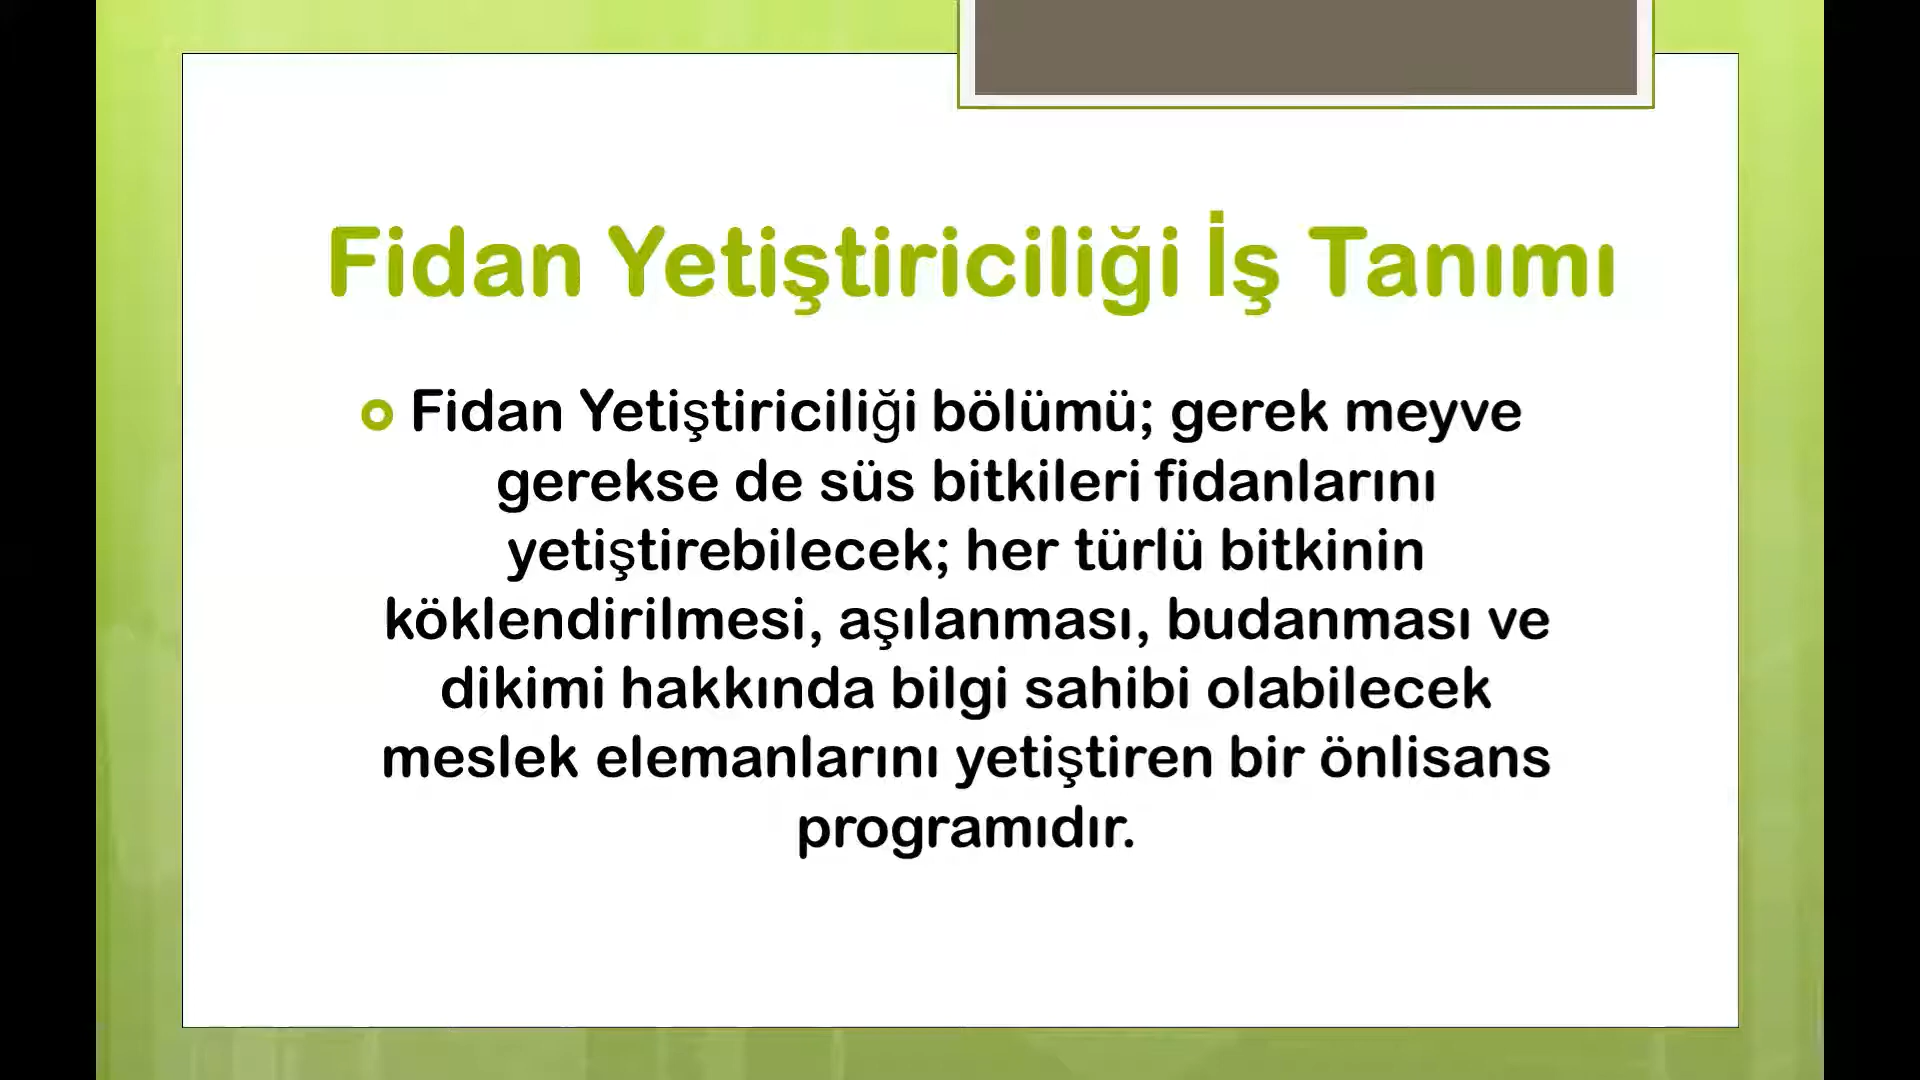 Fidan Yetiştiriciliği İş Tanımı
Fidan Yetiştiriciliği bölümü; gerek meyve
gerekse de süs bitkileri fidanlarını
yetiştirebilecek; her türlü bitkinin
köklendirilmesi, aşılanması, budanması ve
dikimi hakkında bilgi sahibi olabilecek
meslek elemanlarını yetiştiren bir önlisans
programıdır.